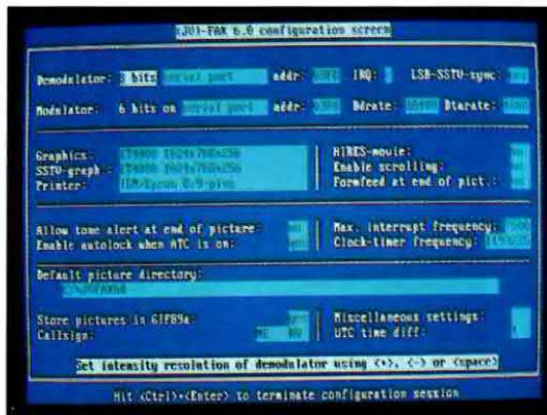 (JV)-FAX 6.0 configuration screen
Demodulator: 8 bits serial port addr: IRQ: LSB-SSTV-sync:
Modulator: 6 bits on serial port addr: Bdrate: Dtarate:
Graphics: ET4000 1024x768x256
SSTV-graph.: ET4000 1024x768x256
Printer: IBM/Epson 8/9-pins
HIRES-movie:
Enable scrolling:
Formfeed at end of pict.:
Allow tone alert at end of picture:
Enable autolock when ATC is on:
Max. interrupt frequency:
Clock-timer frequency:
Default picture directory:
Store pictures in GIF89a:
Callsign:
Miscellaneous settings:
UTC time diff:
Set intensity resolution of demodulator using <+>, <-> or <space>
Hit <Ctrl>+<Enter> to terminate configuration session